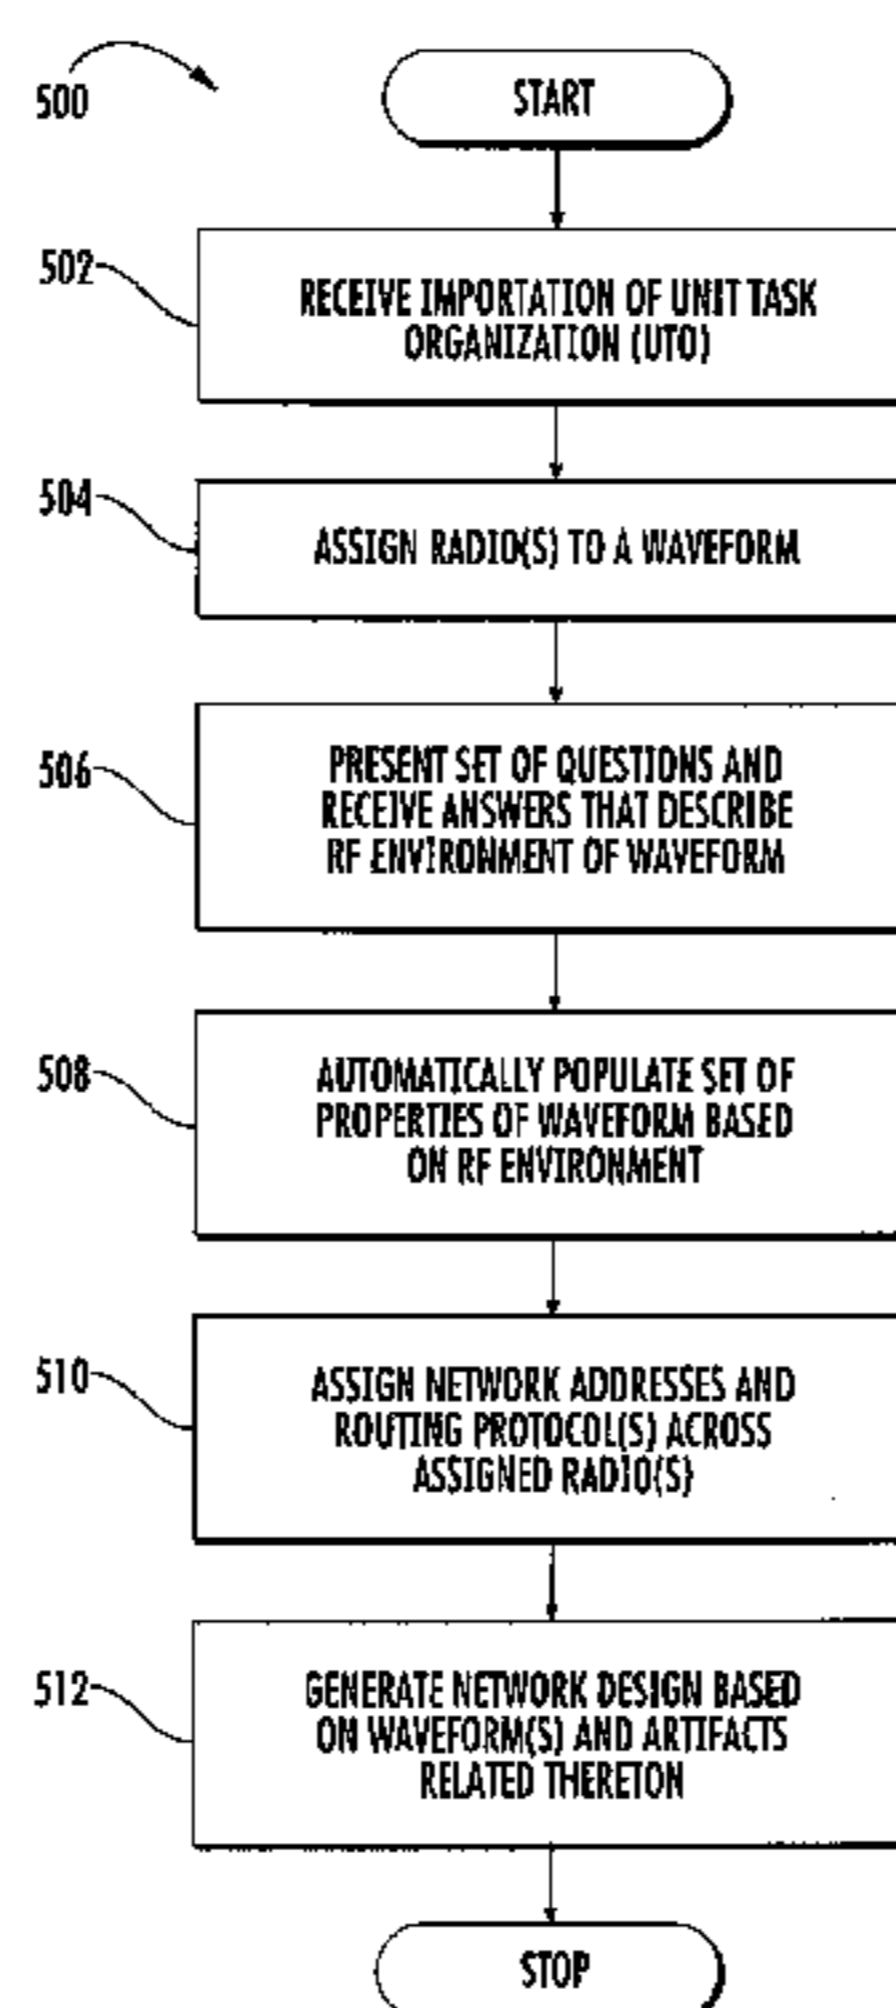 500
START
502
RECEIVE IMPORTATION OF UNIT TASK
ORGANIZATION (UTO)
504
ASSIGN RADIO(S) TO A WAVEFORM
506
PRESENT SET OF QUESTIONS AND
RECEIVE ANSWERS THAT DESCRIBE
RF ENVIRONMENT OF WAVEFORM
508
AUTOMATICALLY POPULATE SET OF
PROPERTIES OF WAVEFORM BASED
ON RF ENVIRONMENT
510
ASSIGN NETWORK ADDRESSES AND
ROUTING PROTOCOL(S) ACROSS
ASSIGNED RADIO(S)
512
GENERATE NETWORK DESIGN BASED
ON WAVEFORM(S) AND ARTIFACTS
RELATED THERETON
STOP